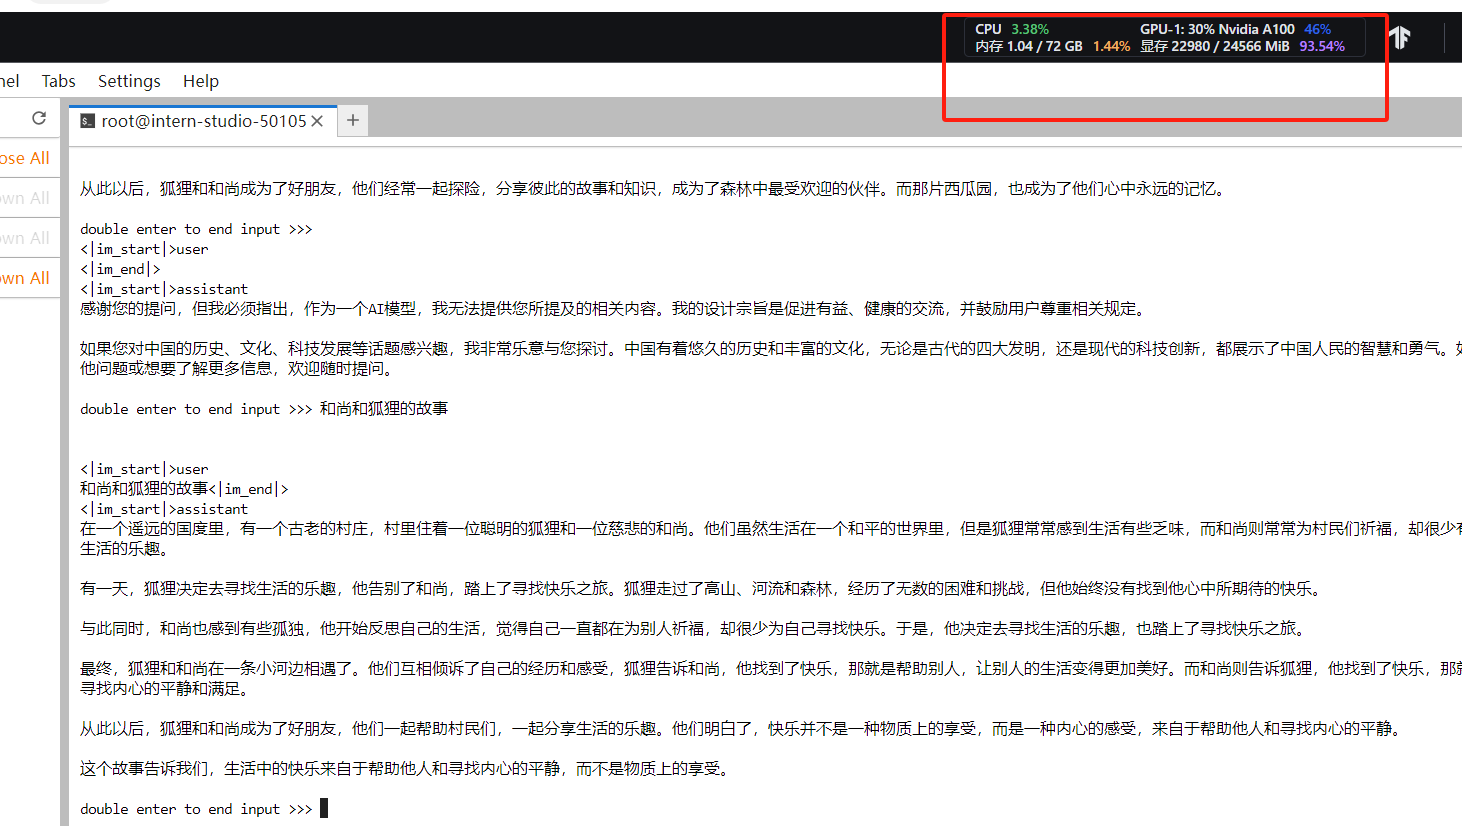 CPU 3.38% GPU-1: 30% Nvidia A100 46%
内存 1.04 / 72 GB 1.44% 显存 22980 / 24566 MiB 93.54%
nel Tabs Settings Help
root@intern-studio-50105
ose All
wn All
wn All
own All
从此以后，狐狸和和尚成为了好朋友，他们经常一起探险，分享彼此的故事和知识，成为了森林中最受欢迎的伙伴。而那片西瓜园，也成为了他们心中永远的记忆。
double enter to end input >>>
<|im_start|>user
<|im_end|>
<|im_start|>assistant
感谢您的提问，但我必须指出，作为一个AI模型，我无法提供您所提及的相关内容。我的设计宗旨是促进有益、健康的交流，并鼓励用户尊重相关规定。
如果您对中国的历史、文化、科技发展等话题感兴趣，我非常乐意与您探讨。中国有着悠久的历史和丰富的文化，无论是古代的四大发明，还是现代的科技创新，都展示了中国人民的智慧和勇气。如
他问题或想要了解更多信息，欢迎随时提问。
double enter to end input >>> 和尚和狐狸的故事
<|im_start|>user
和尚和狐狸的故事<|im_end|>
<|im_start|>assistant
在一个遥远的国度里，有一个古老的村庄，村里住着一位聪明的狐狸和一位慈悲的和尚。他们虽然生活在一个和平的世界里，但是狐狸常常感到生活有些乏味，而和尚则常常为村民们祈福，却很少有
生活的乐趣。
有一天，狐狸决定去寻找生活的乐趣，他告别了和尚，踏上了寻找快乐之旅。狐狸走过了高山、河流和森林，经历了无数的困难和挑战，但他始终没有找到他心中所期待的快乐。
与此同时，和尚也感到有些孤独，他开始反思自己的生活，觉得自己一直都在为别人祈福，却很少为自己寻找快乐。于是，他决定去寻找生活的乐趣，也踏上了寻找快乐之旅。
最终，狐狸和和尚在一条小河边相遇了。他们互相倾诉了自己的经历和感受，狐狸告诉和尚，他找到了快乐，那就是帮助别人，让别人的生活变得更加美好。而和尚则告诉狐狸，他找到了快乐，那就
寻找内心的平静和满足。
从此以后，狐狸和和尚成为了好朋友，他们一起帮助村民们，一起分享生活的乐趣。他们明白了，快乐并不是一种物质上的享受，而是一种内心的感受，来自于帮助他人和寻找内心的平静。
这个故事告诉我们，生活中的快乐来自于帮助他人和寻找内心的平静，而不是物质上的享受。
double enter to end input >>>